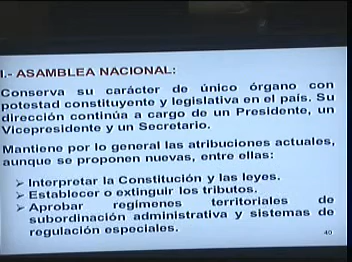 I.- ASAMBLEA NACIONAL:
Conserva su carácter de único órgano con
potestad constituyente y legislativa en el país. Su
dirección continúa a cargo de un Presidente, un
Vicepresidente y un Secretario.
Mantiene por lo general las atribuciones actuales,
aunque se proponen nuevas, entre ellas:
➢ Interpretar la Constitución y las leyes.
➢ Establecer o extinguir los tributos.
➢ Aprobar regímenes territoriales de
subordinación administrativa y sistemas de
regulación especiales.
40